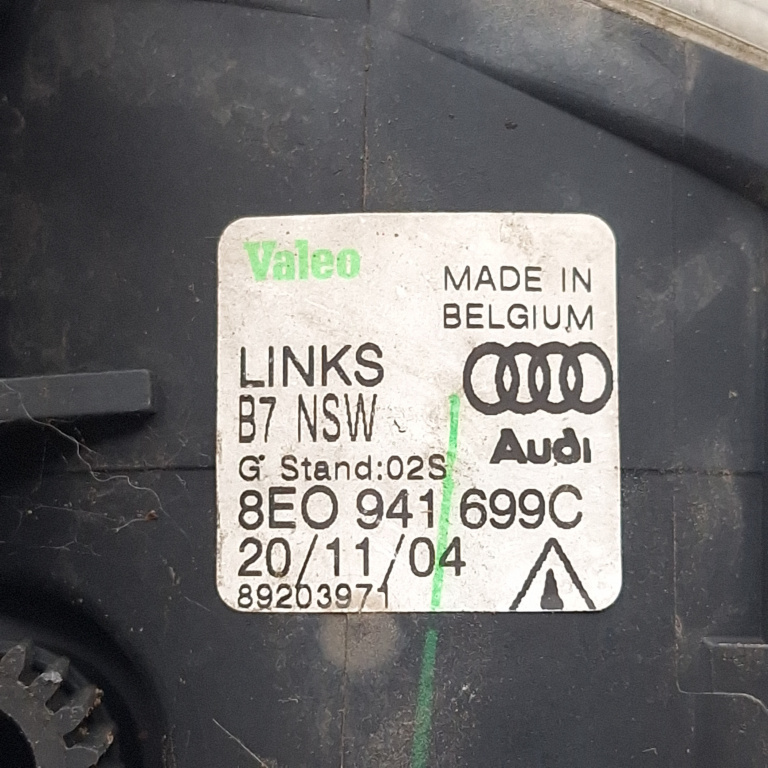 Valeo
MADE IN
BELGIUM
LINKS
B7 NSW
Audi
G Stand:02S
8E0 941 699C
20/11/04
89203971